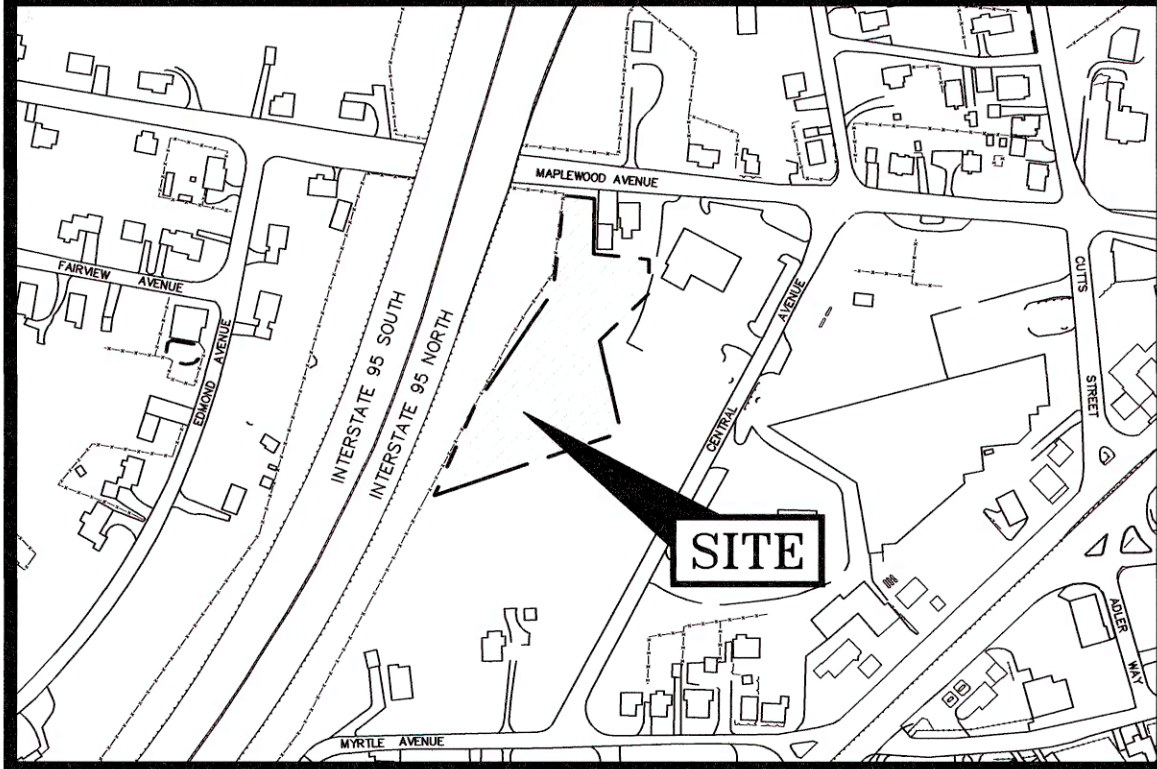 MAPLEWOOD AVENUE
FAIRVIEW AVENUE
EDMOND AVENUE
INTERSTATE 95 SOUTH
INTERSTATE 95 NORTH
CENTRAL AVENUE
CUTTS STREET
SITE
ADLER WAY
MYRTLE AVENUE